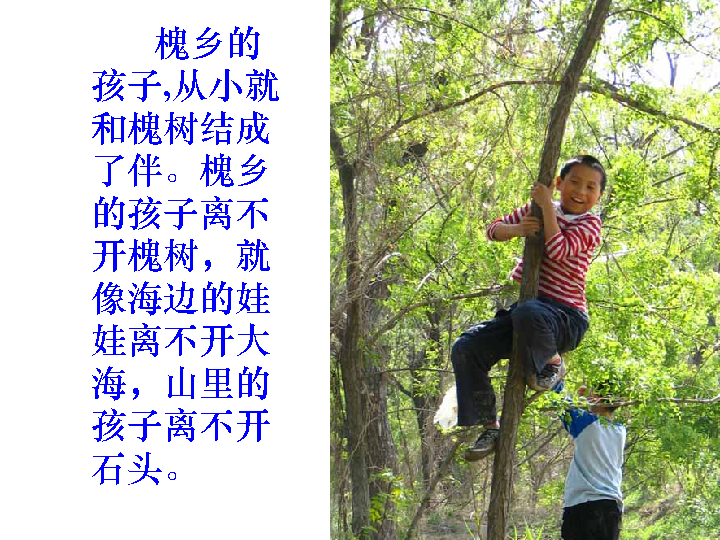 槐乡的
孩子,从小就
和槐树结成
了伴。槐乡
的孩子离不
开槐树，就
像海边的娃
娃离不开大
海，山里的
孩子离不开
石头。